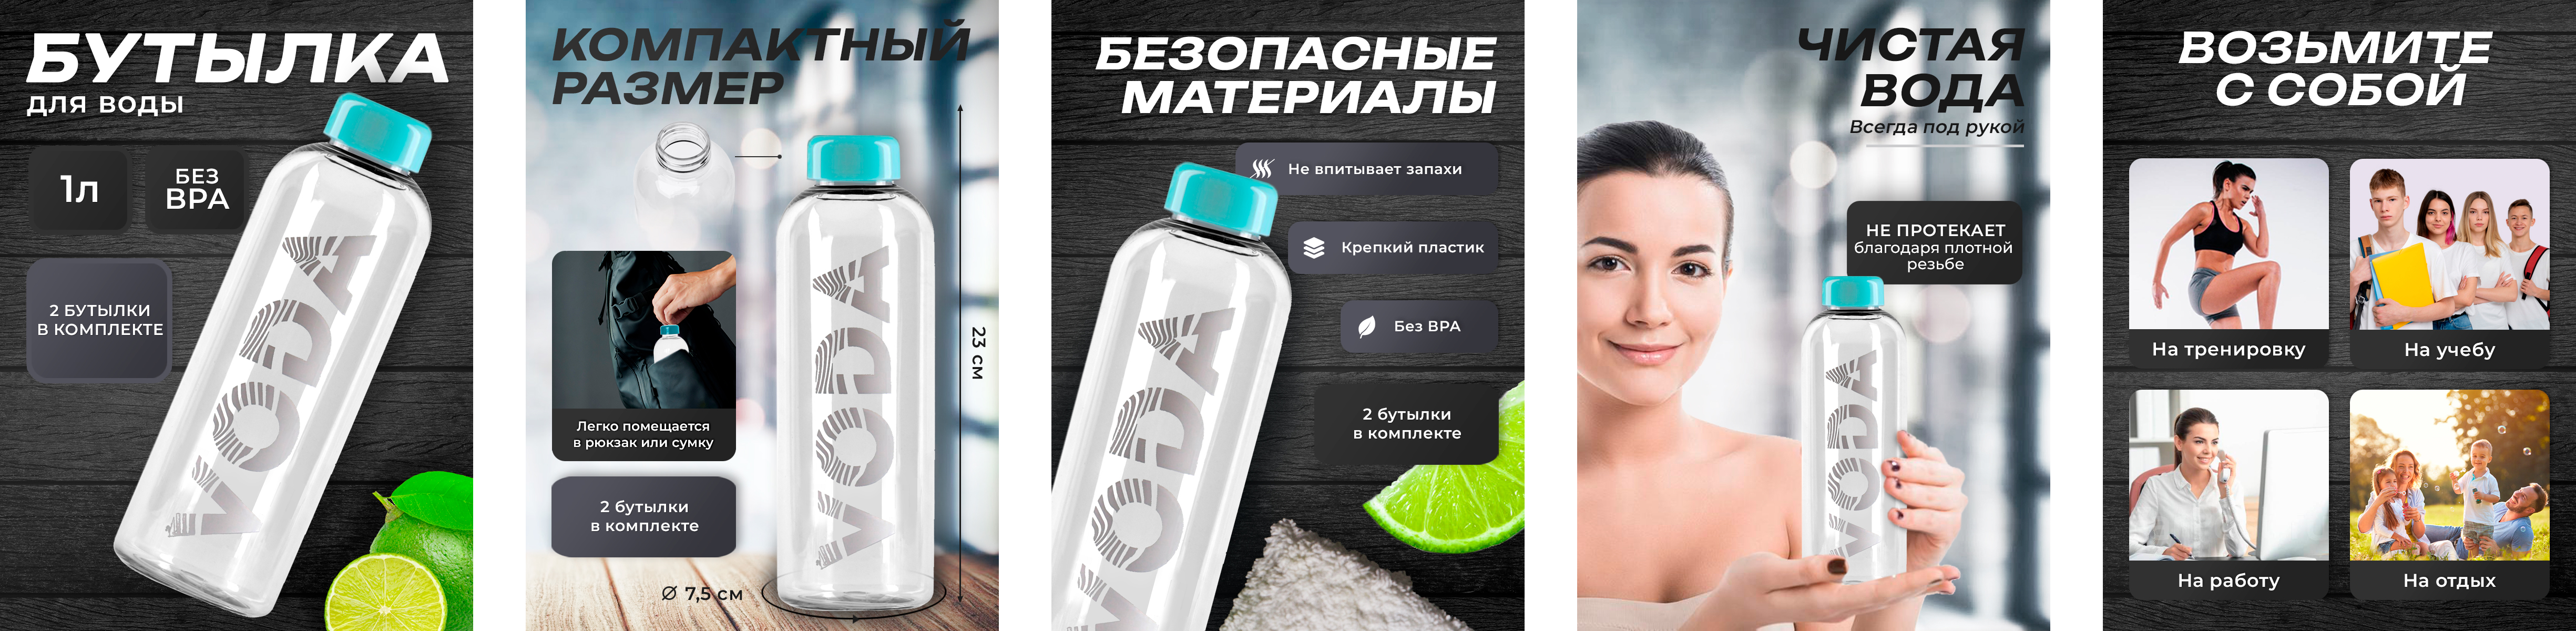 БУТЫЛКА
ДЛЯ ВОДЫ
1л
БЕЗ
BPA
2 БУТЫЛКИ
В КОМПЛЕКТЕ
VODA
КОМПАКТНЫЙ
РАЗМЕР
Легко помещается
в рюкзак или сумку
2 бутылки
в комплекте
VODA
23 см
Ø 7,5 см
БЕЗОПАСНЫЕ
МАТЕРИАЛЫ
Не впитывает запахи
Крепкий пластик
Без BPA
2 бутылки
в комплекте
VODA
ЧИСТАЯ
ВОДА
Всегда под рукой
НЕ ПРОТЕКАЕТ
благодаря плотной
резьбе
VODA
ВОЗЬМИТЕ
С СОБОЙ
На тренировку
На учебу
На работу
На отдых